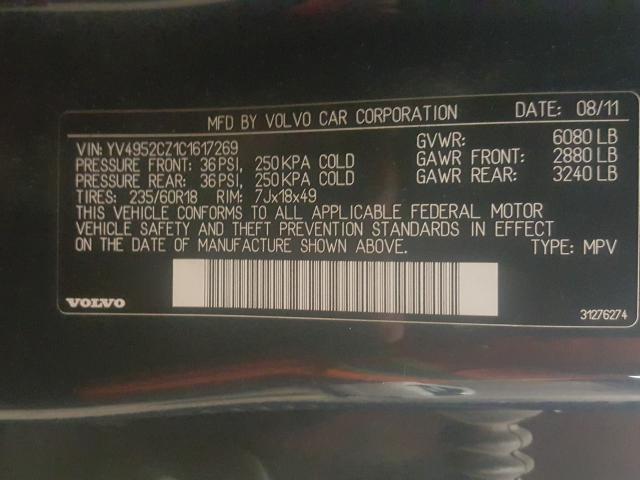 MFD BY VOLVO CAR CORPORATION DATE: 08/11
VIN: YV4952CZ1C1617269 GVWR: 6080 LB
PRESSURE FRONT: 36 PSI, 250 KPA COLD GAWR FRONT: 2880 LB
PRESSURE REAR: 36 PSI, 250 KPA COLD GAWR REAR: 3240 LB
TIRES: 235/60R18 RIM: 7Jx18x49
THIS VEHICLE CONFORMS TO ALL APPLICABLE FEDERAL MOTOR
VEHICLE SAFETY AND THEFT PREVENTION STANDARDS IN EFFECT
ON THE DATE OF MANUFACTURE SHOWN ABOVE. TYPE: MPV
VOLVO 31276274